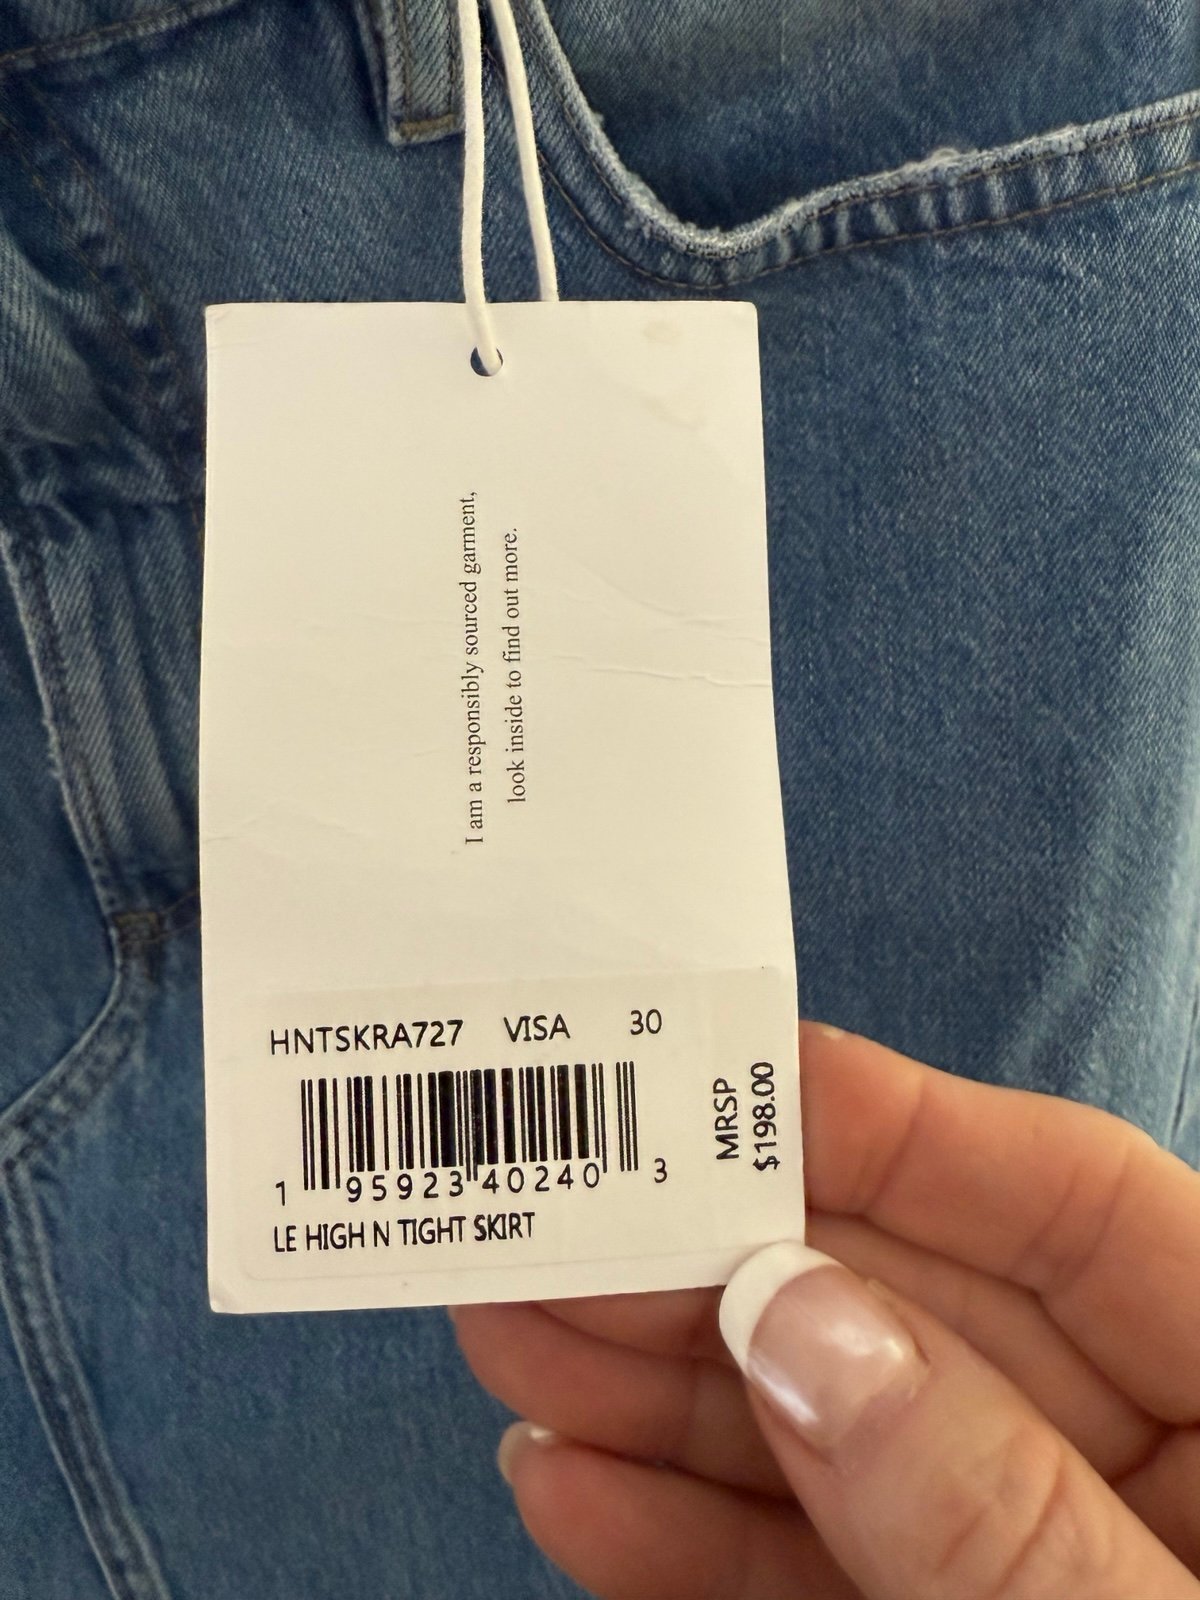 I am a responsibly sourced garment,
look inside to find out more.
HNTSKRA727 VISA 30
1 95923 40240 3
LE HIGH N TIGHT SKIRT
MRSP
$198.00